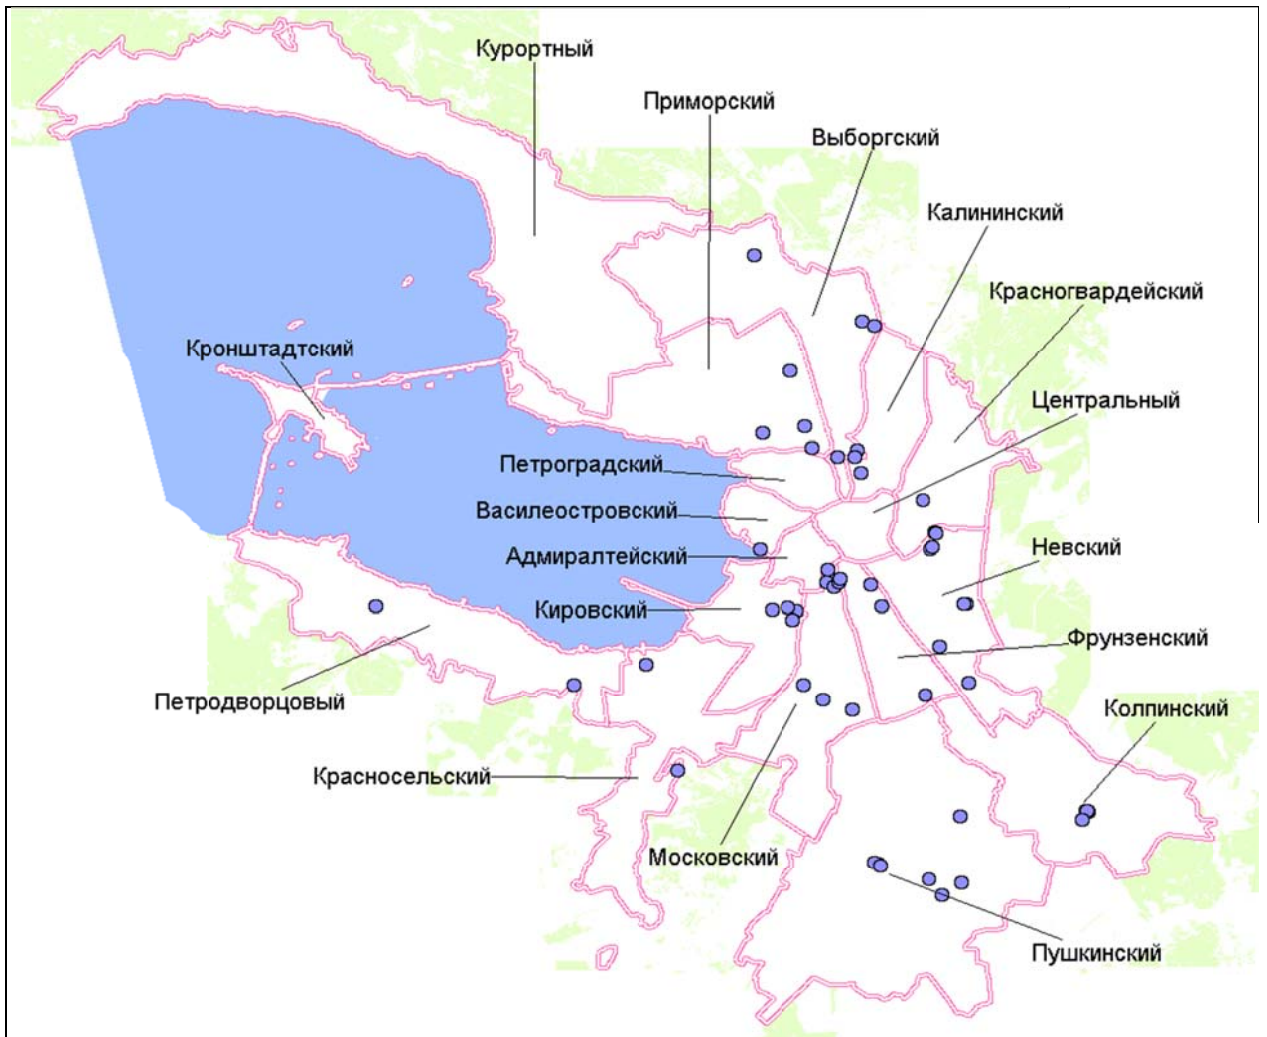 Курортный
Приморский
Выборгский
Калининский
Красногвардейский
Кронштадтский
Центральный
Петроградский
Василеостровский
Адмиралтейский
Невский
Кировский
Фрунзенский
Петродворцовый
Колпинский
Красносельский
Московский
Пушкинский